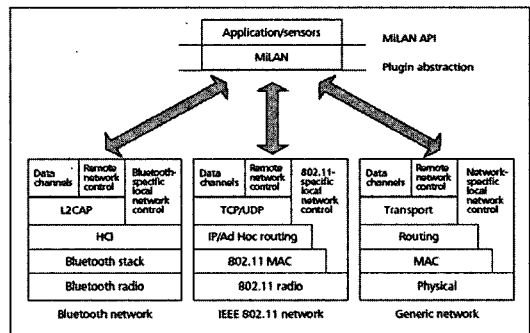 Application/sensors
MiLAN
MiLAN API
Plugin abstraction
Data channels
Remote network control
Bluetooth-specific local network control
L2CAP
HCI
Bluetooth stack
Bluetooth radio
Bluetooth network
Data channels
Remote network control
802.11-specific local network control
TCP/UDP
IP/Ad Hoc routing
802.11 MAC
802.11 radio
IEEE 802.11 network
Data channels
Remote network control
Network-specific local network control
Transport
Routing
MAC
Physical
Generic network